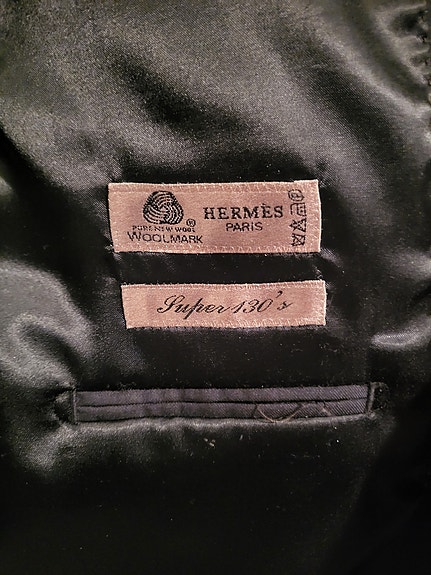 PURE NEW WOOL ®
WOOLMARK
HERMÈS
PARIS
Super 130's